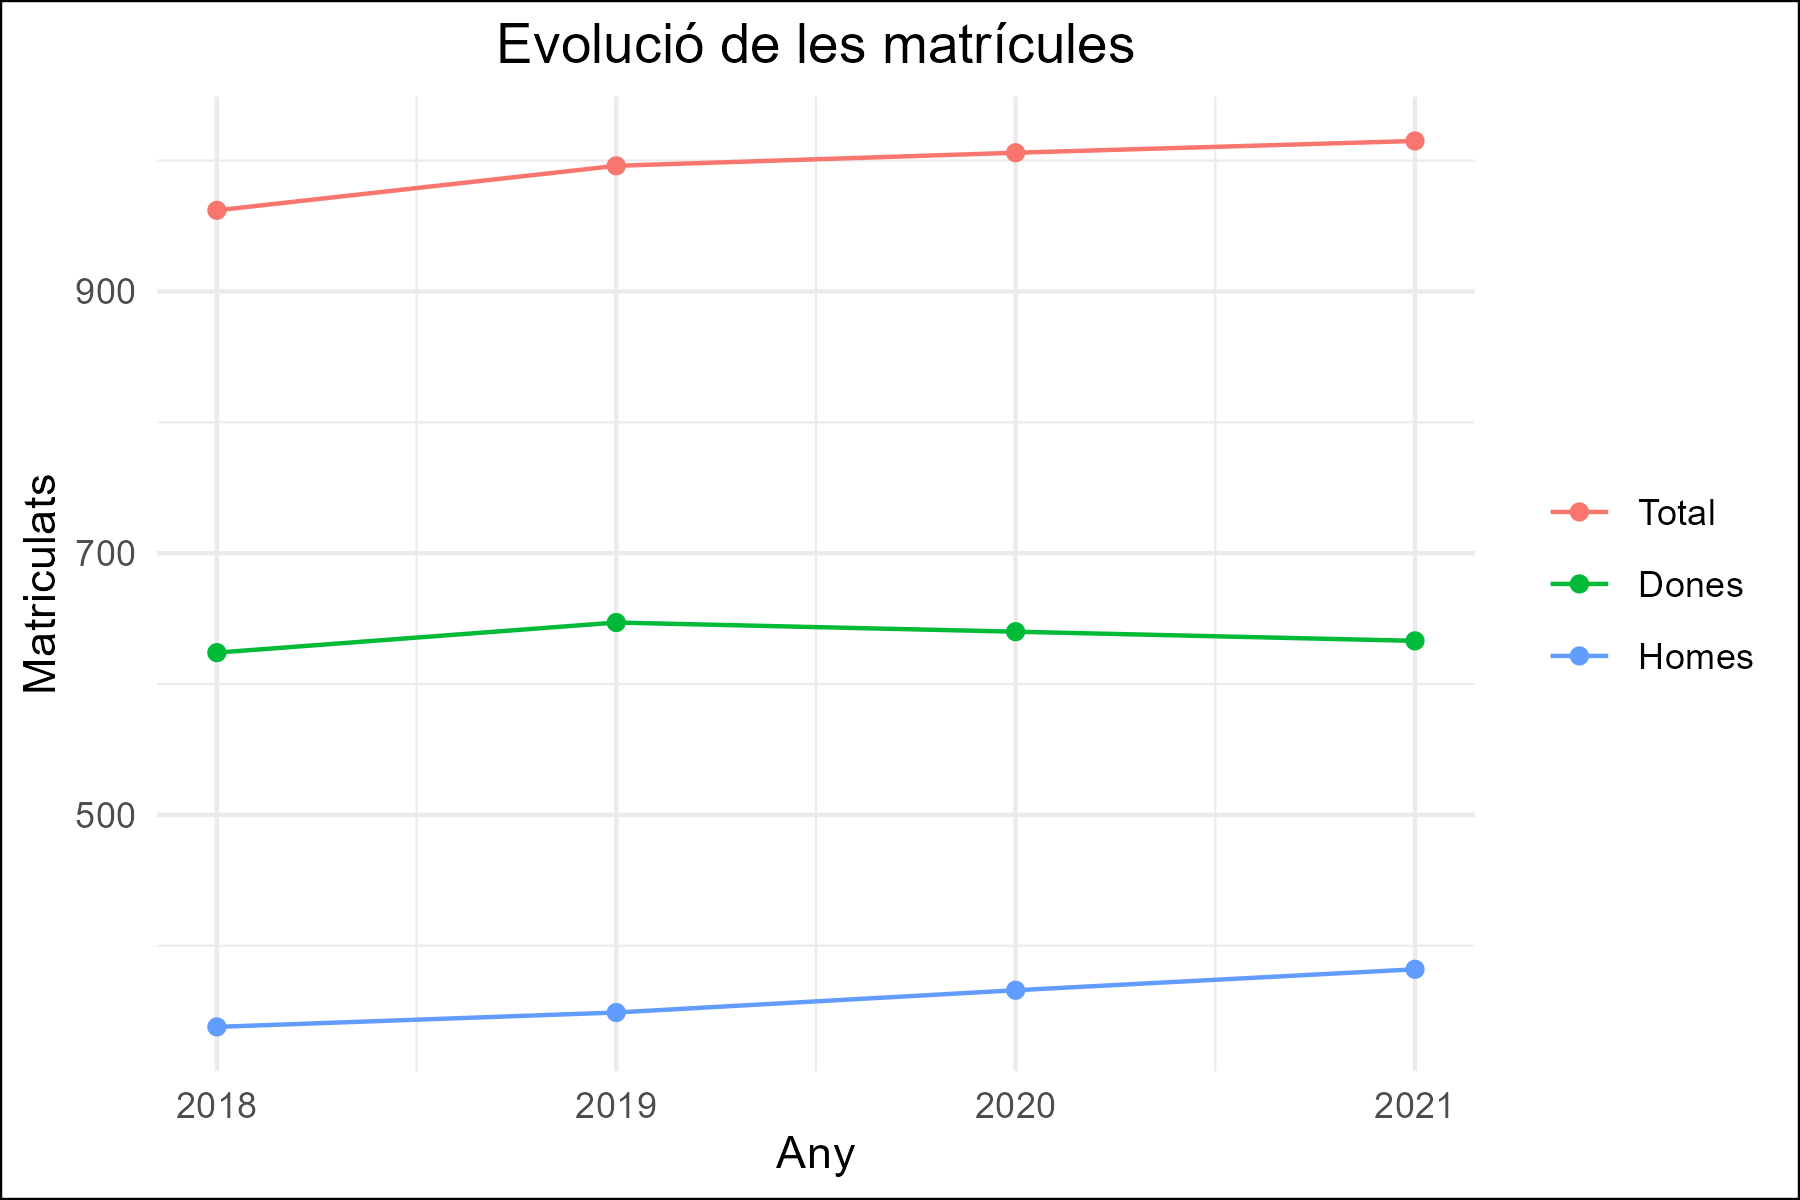 Evolució de les matrícules
Matriculats
900
700
500
2018 2019 2020 2021
Any
Total
Dones
Homes